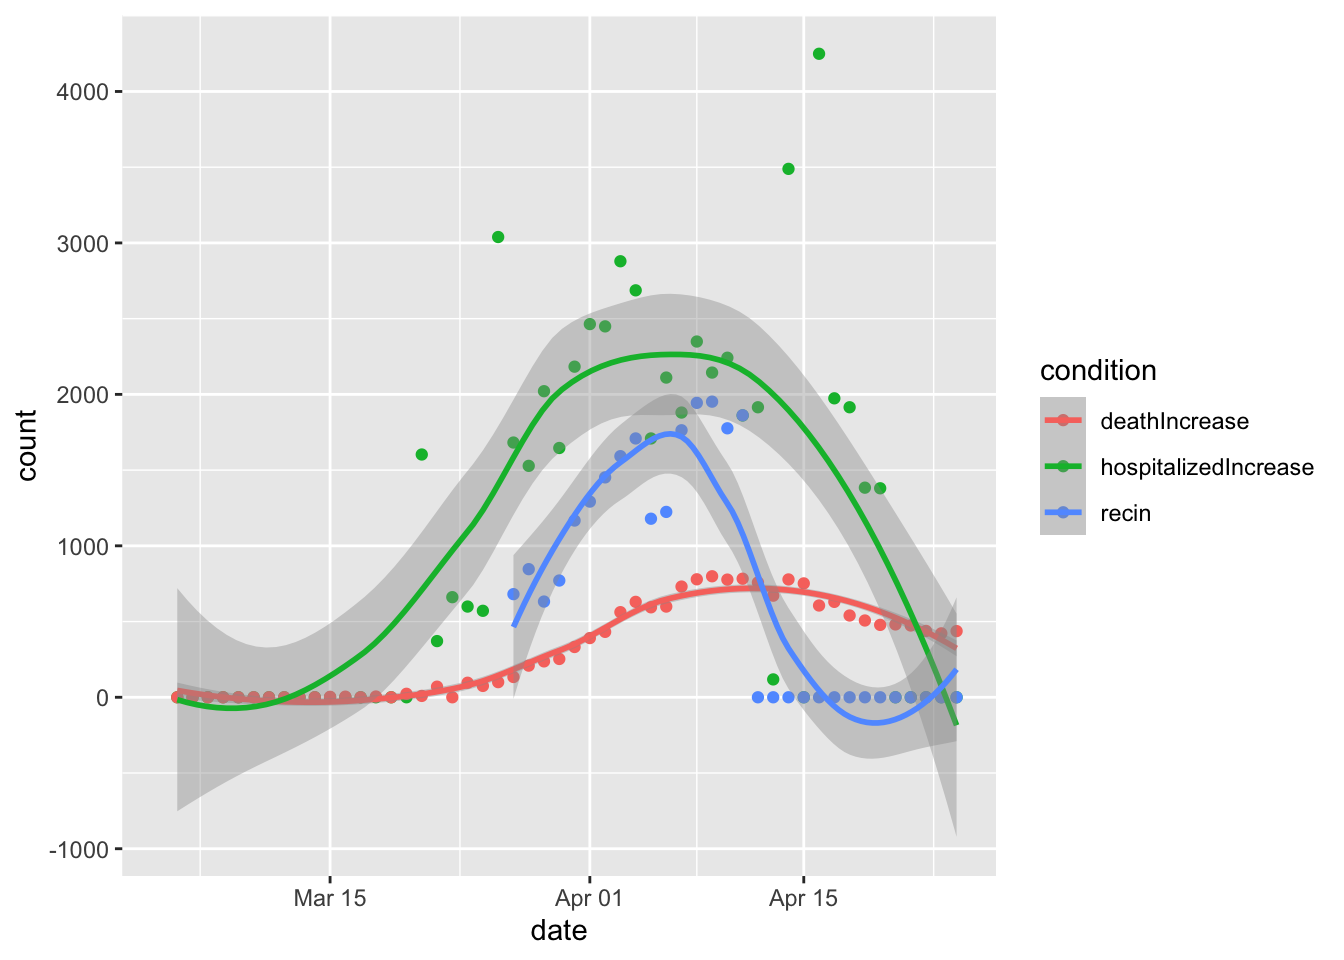 count
4000
3000
2000
1000
0
-1000
Mar 15
Apr 01
Apr 15
date
condition
deathIncrease
hospitalizedIncrease
recin